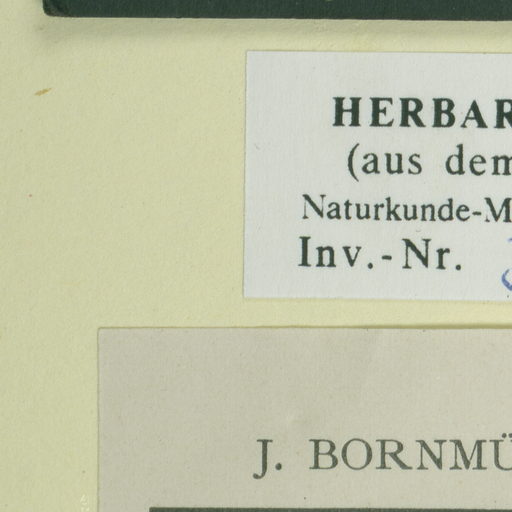 HERBAR
(aus dem
Naturkunde-M
Inv.-Nr.
J. BORNMÜ